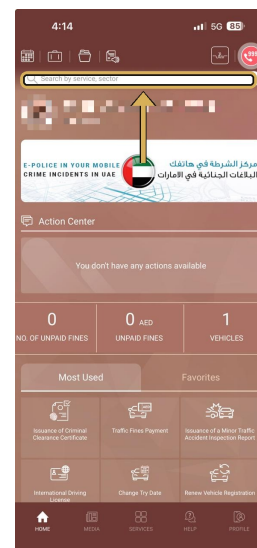 4:14
5G 85
999
Search by service, sector
E-POLICE IN YOUR MOBILE
CRIME INCIDENTS IN UAE
مركز الشرطة في هاتفك
البلاغات الجنائية في الامارات
Action Center
You don't have any actions available
0
NO. OF UNPAID FINES
0 AED
UNPAID FINES
1
VEHICLES
Most Used
Favorites
Issuance of Criminal
Clearance Certificate
Traffic Fines Payment
Issuance of a Minor Traffic
Accident Inspection Report
International Driving
License
Change Try Date
Renew Vehicle Registration
HOME
MEDIA
SERVICES
HELP
PROFILE